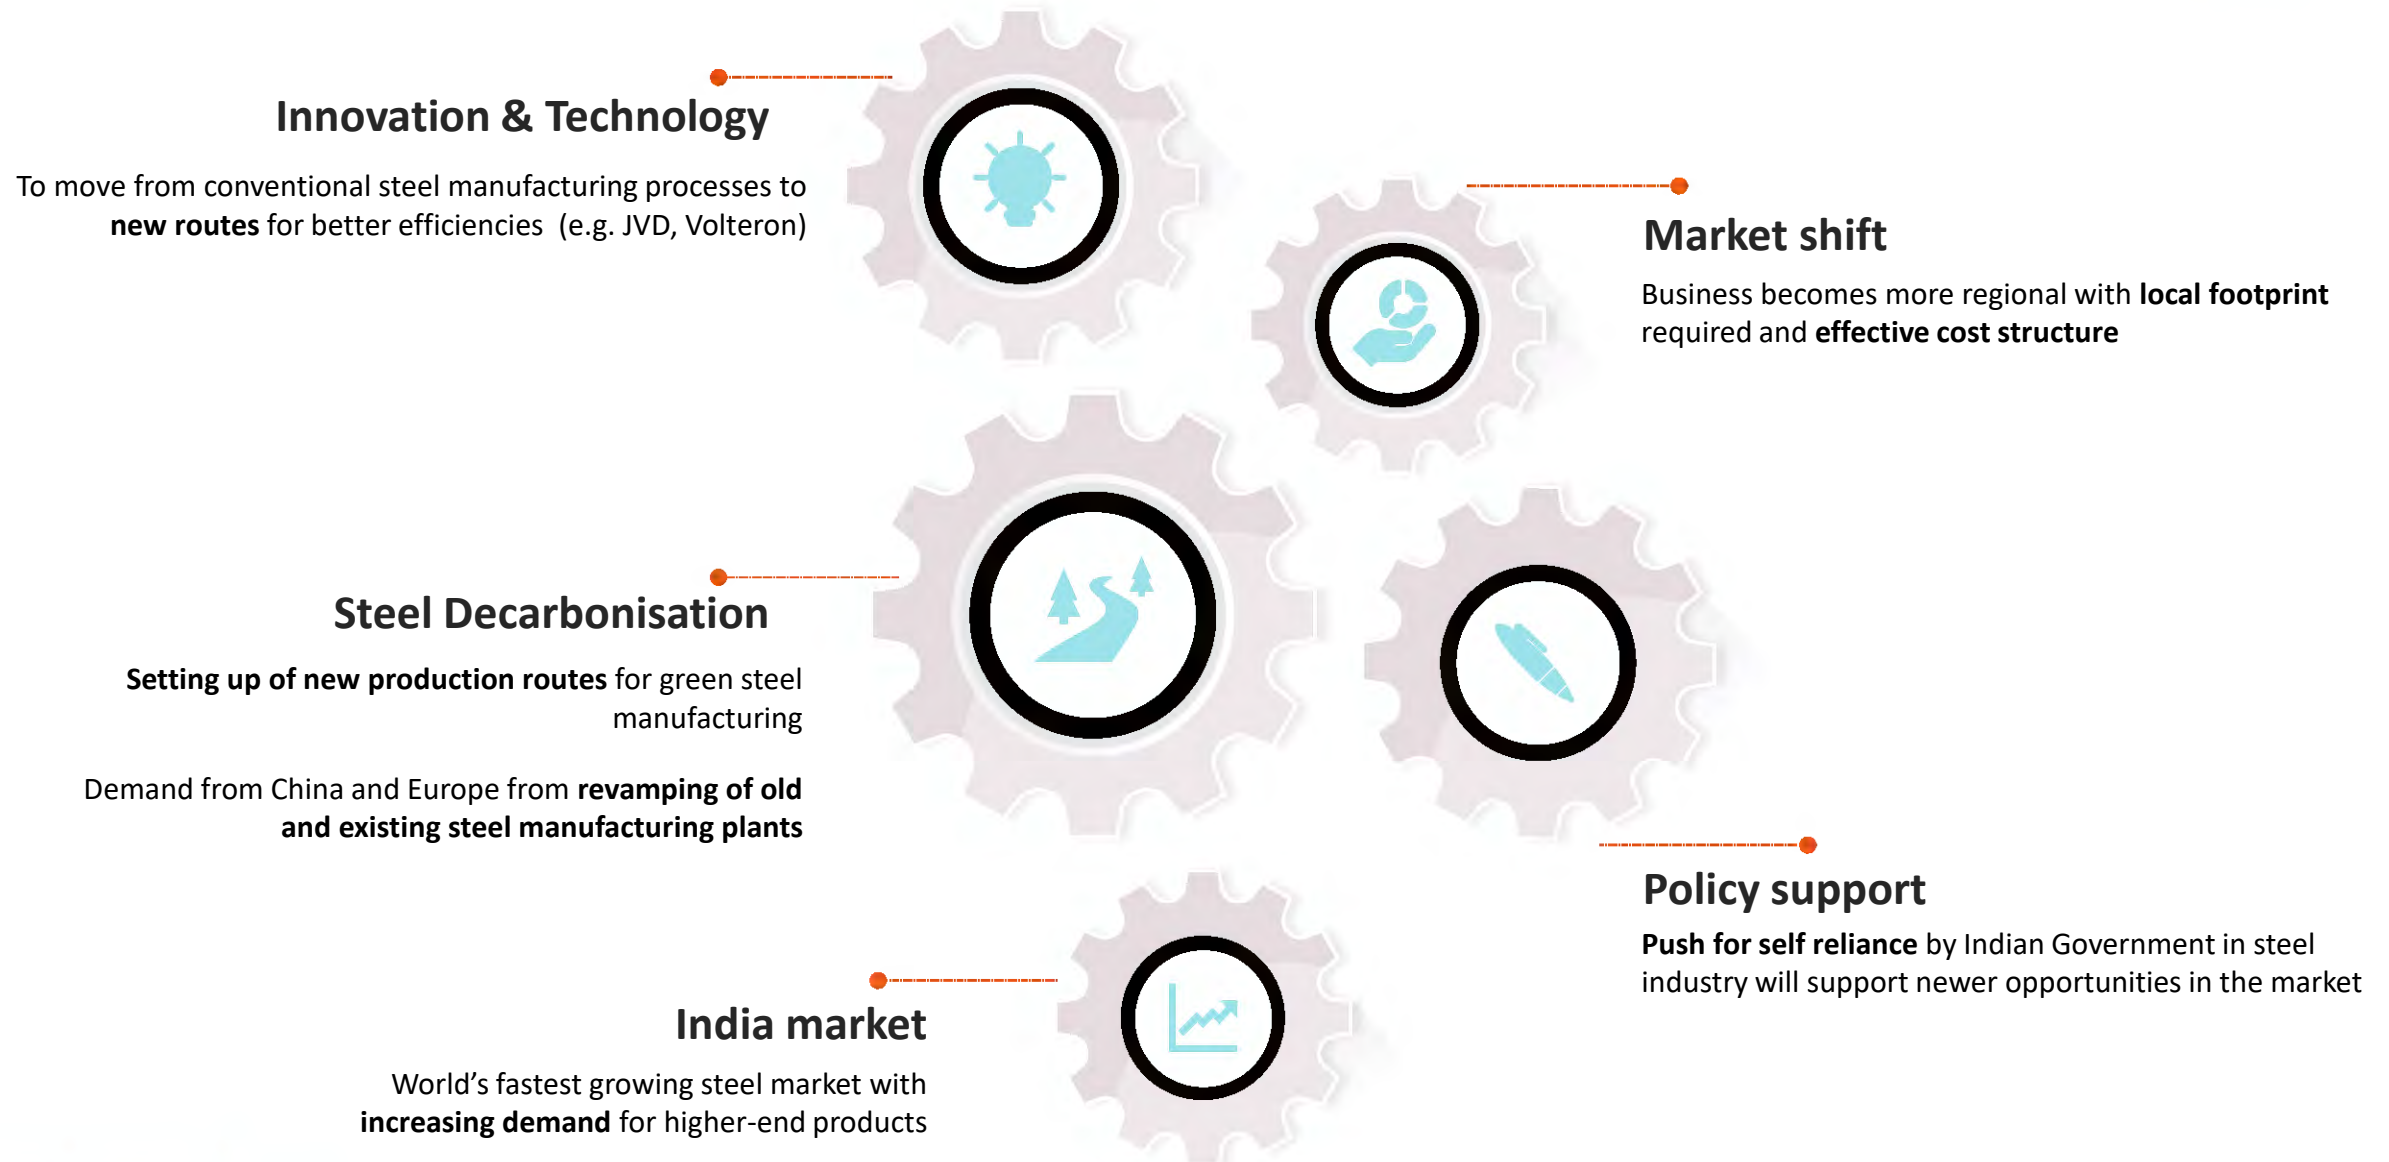 Innovation & Technology
To move from conventional steel manufacturing processes to
new routes for better efficiencies (e.g. JVD, Volteron)
Market shift
Business becomes more regional with local footprint
required and effective cost structure
Steel Decarbonisation
Setting up of new production routes for green steel
manufacturing
Demand from China and Europe from revamping of old
and existing steel manufacturing plants
Policy support
Push for self reliance by Indian Government in steel
industry will support newer opportunities in the market
India market
World’s fastest growing steel market with
increasing demand for higher-end products